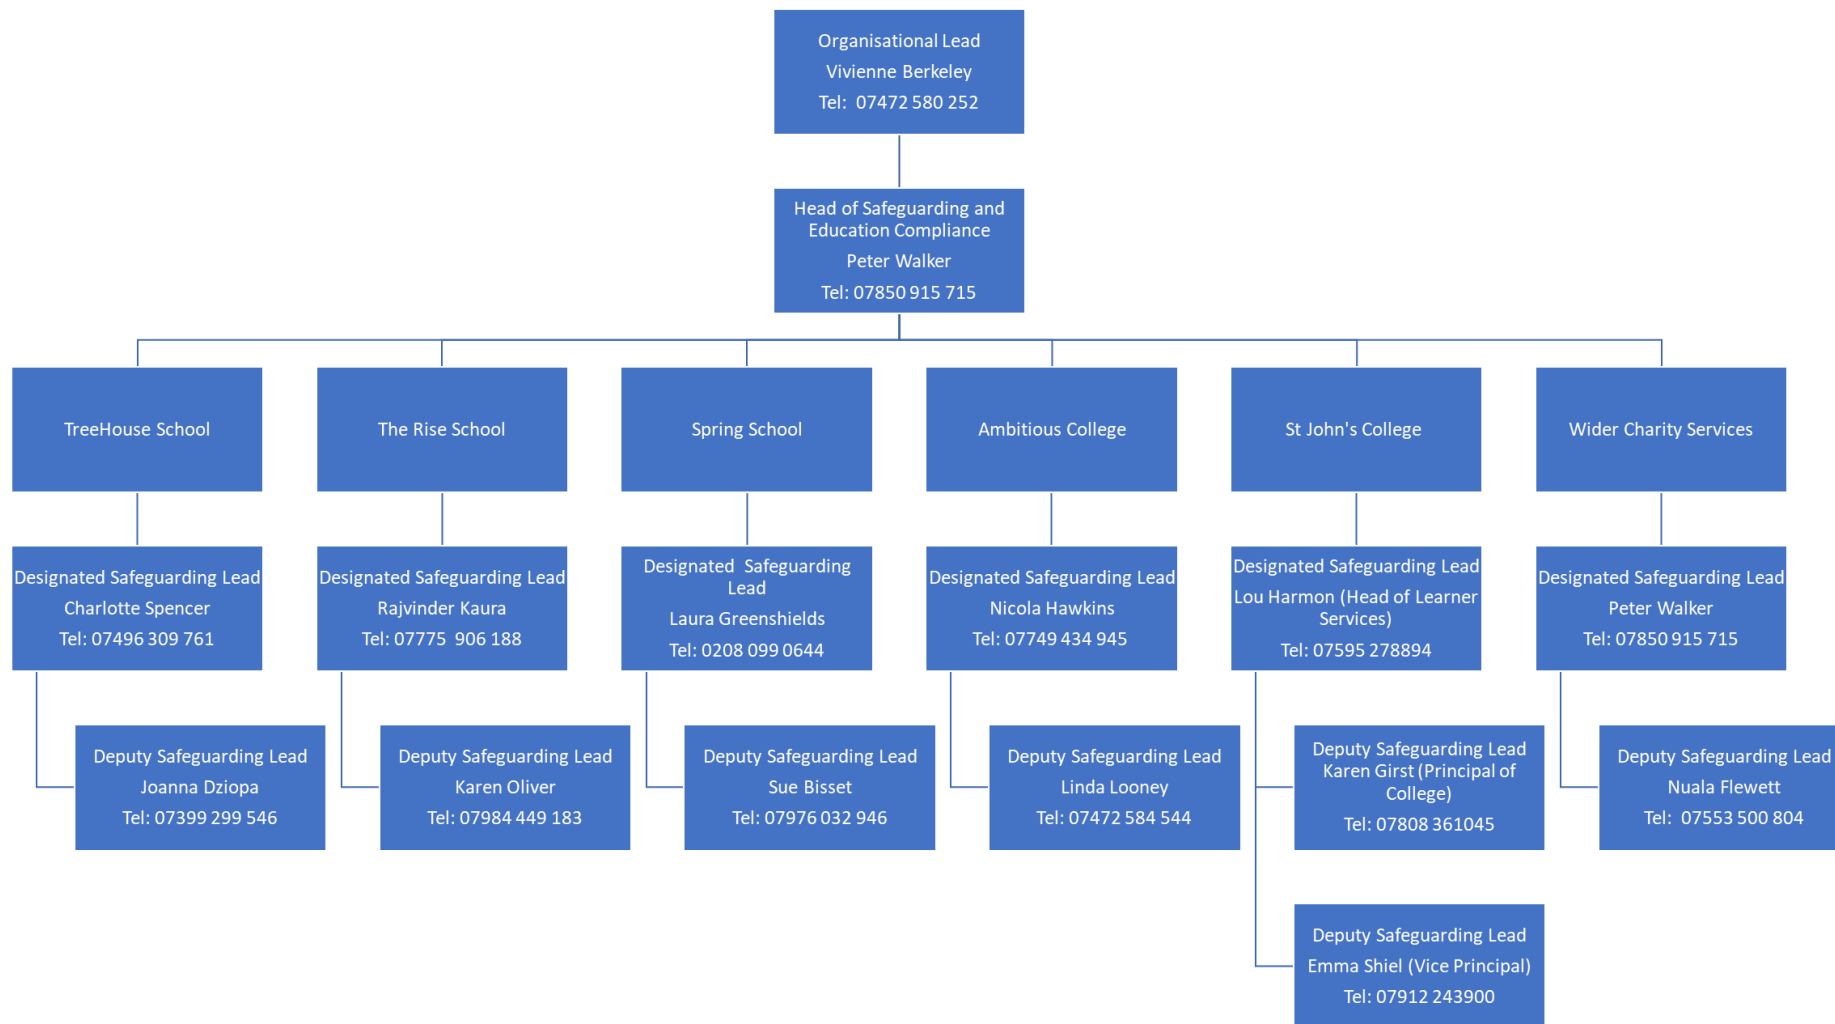 Organisational Lead
Vivienne Berkeley
Tel:  07472 580 252
Head of Safeguarding and
Education Compliance
Peter Walker
Tel: 07850 915 715
TreeHouse School
The Rise School
Spring School
Ambitious College
St John's College
Wider Charity Services
Designated Safeguarding Lead
Charlotte Spencer
Tel: 07496 309 761
Designated Safeguarding Lead
Rajvinder Kaura
Tel: 07775  906 188
Designated  Safeguarding
Lead
Laura Greenshields
Tel: 0208 099 0644
Designated Safeguarding Lead
Nicola Hawkins
Tel: 07749 434 945
Designated Safeguarding Lead
Lou Harmon (Head of Learner
Services)
Tel: 07595 278894
Designated Safeguarding Lead
Peter Walker
Tel: 07850 915 715
Deputy Safeguarding Lead
Joanna Dziopa
Tel: 07399 299 546
Deputy Safeguarding Lead
Karen Oliver
Tel: 07984 449 183
Deputy Safeguarding Lead
Sue Bisset
Tel: 07976 032 946
Deputy Safeguarding Lead
Linda Looney
Tel: 07472 584 544
Deputy Safeguarding Lead
Karen Girst (Principal of
College)
Tel: 07808 361045
Deputy Safeguarding Lead
Nuala Flewett
Tel:  07553 500 804
Deputy Safeguarding Lead
Emma Shiel (Vice Principal)
Tel: 07912 243900